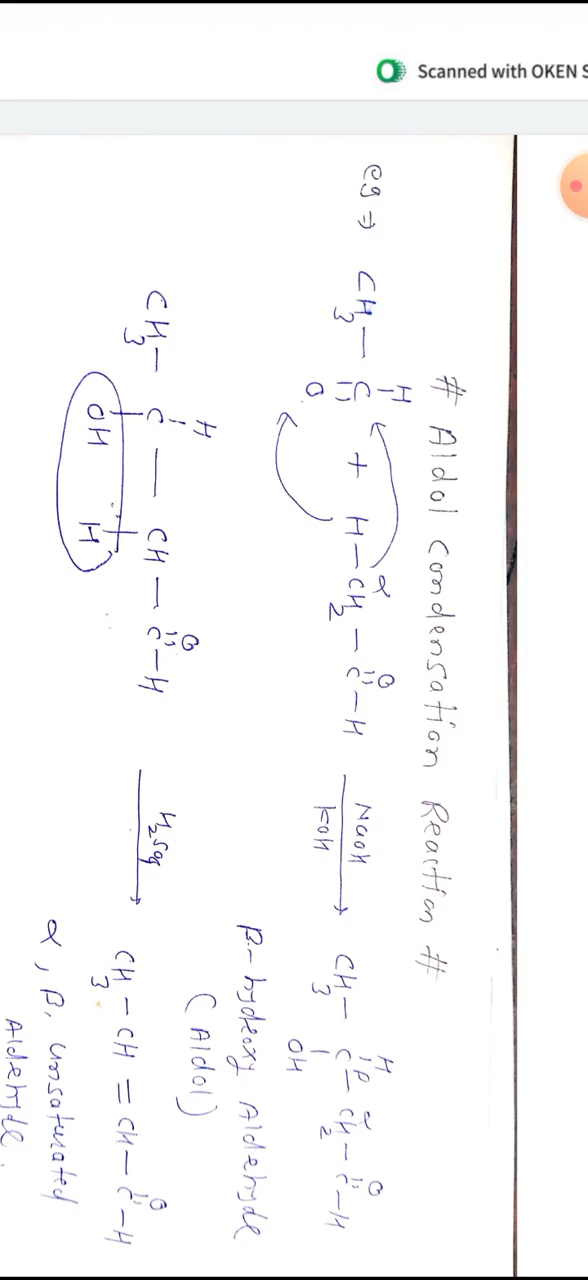 Scanned with OKEN S
# Aldol condensation Reaction #
eg ⇒ CH3 – C(H)(=O) + H – CH2(α) – C(=O) – H NaOH KOH → CH3 – C(H)(OH)(β) – CH2(α) – C(=O) – H
β-hydroxy Aldehyde
(Aldol)
CH3 – C(H)(OH) – CH(H) – C(=O) – H H2SO4 → CH3 – CH = CH – C(=O) – H
α, β, unsaturated
Aldehyde.